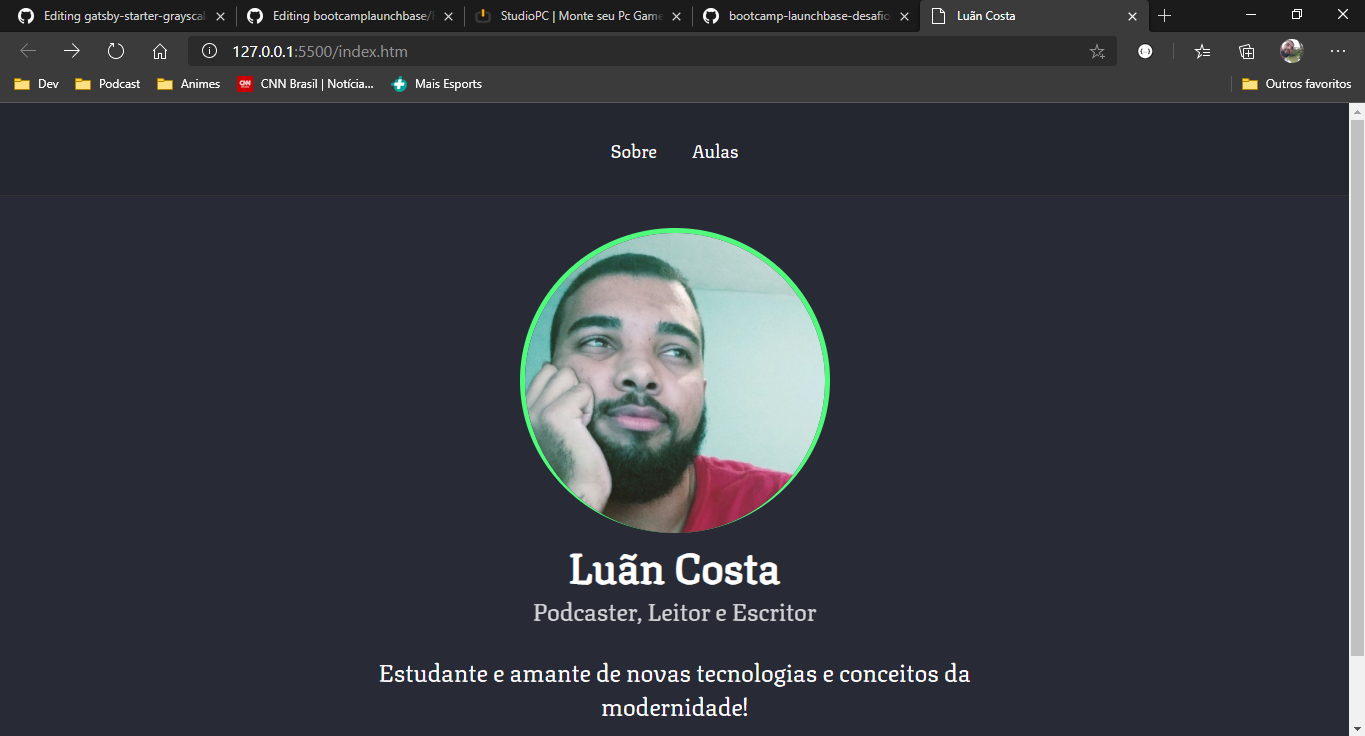 Editing gatsby-starter-grayscal
Editing bootcamplaunchbase/
StudioPC | Monte seu Pc Game
bootcamp-launchbase-desafio
Luãn Costa
127.0.0.1:5500/index.htm
Dev
Podcast
Animes
CNN
CNN Brasil | Notícia...
Mais Esports
Outros favoritos
Sobre
Aulas
Luãn Costa
Podcaster, Leitor e Escritor
Estudante e amante de novas tecnologias e conceitos da
modernidade!